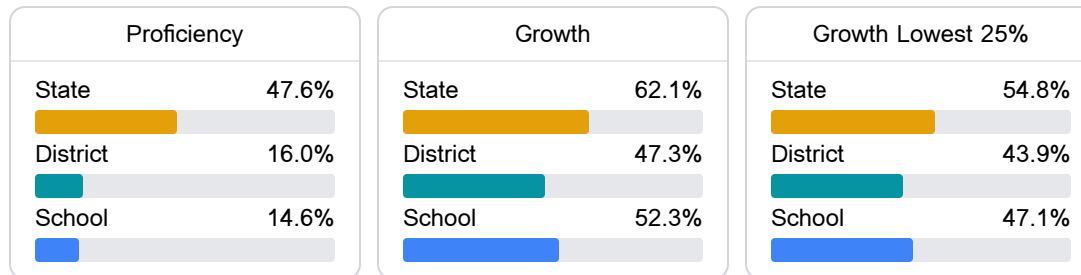 Proficiency
State 47.6%
District 16.0%
School 14.6%
Growth
State 62.1%
District 47.3%
School 52.3%
Growth Lowest 25%
State 54.8%
District 43.9%
School 47.1%